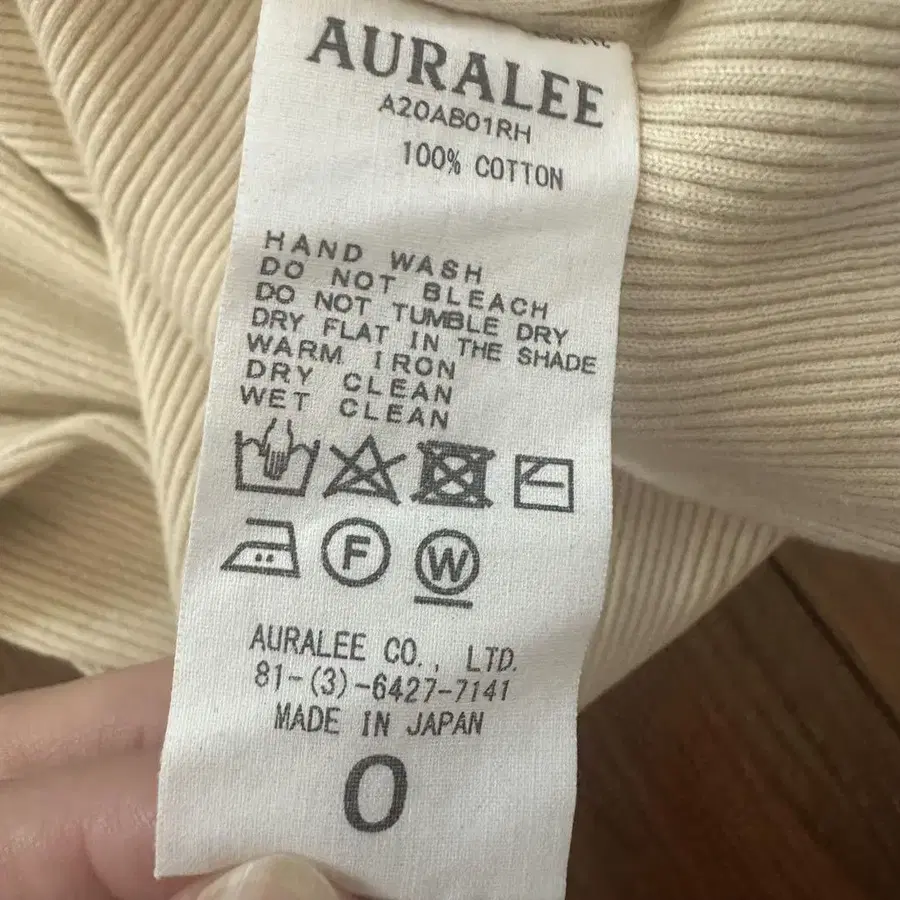 AURALEE
A20AB01RH
100% COTTON
HAND WASH
DO NOT BLEACH
DO NOT TUMBLE DRY
DRY FLAT IN THE SHADE
WARM IRON
DRY CLEAN
WET CLEAN
F W
AURALEE CO., LTD.
81-(3)-6427-7141
MADE IN JAPAN
0